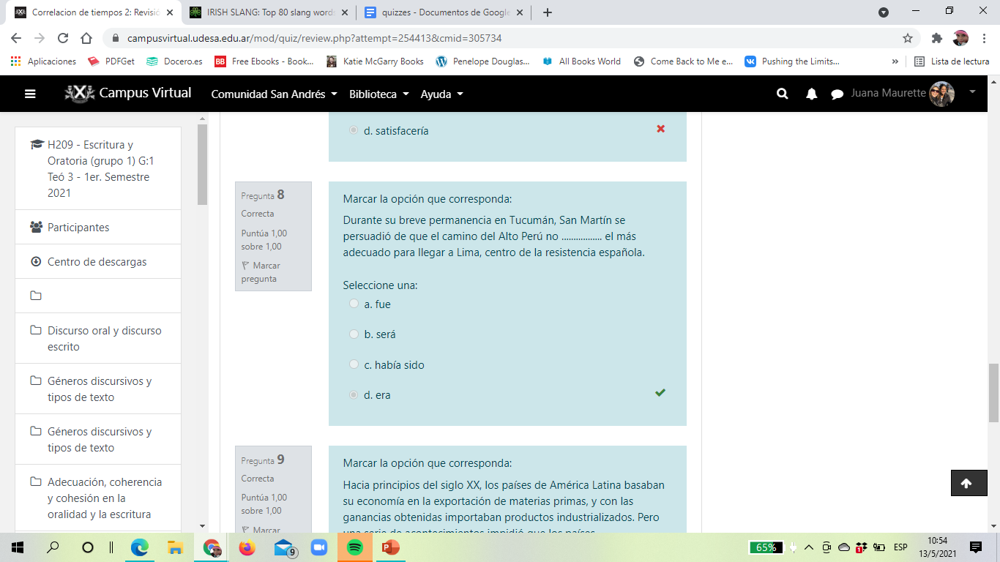 Correlacion de tiempos 2: Revisió
IRISH SLANG: Top 80 slang words
quizzes - Documentos de Google
campusvirtual.udesa.edu.ar/mod/quiz/review.php?attempt=254413&cmid=305734
Aplicaciones
PDFGet
Docero.es
BB
Free Ebooks - Book...
Katie McGarry Books
Penelope Douglas...
All Books World
Come Back to Me e...
Pushing the Limits...
»
Lista de lectura
Campus Virtual
Comunidad San Andrés
Biblioteca
Ayuda
Juana Maurette
H209 - Escritura y
Oratoria (grupo 1) G:1
Teó 3 - 1er. Semestre
2021
Participantes
Centro de descargas
Discurso oral y discurso
escrito
Géneros discursivos y
tipos de texto
Géneros discursivos y
tipos de texto
Adecuación, coherencia
y cohesión en la
oralidad y la escritura
d. satisfacería
Pregunta 8
Correcta
Puntúa 1,00
sobre 1,00
Marcar
pregunta
Marcar la opción que corresponda:
Durante su breve permanencia en Tucumán, San Martín se
persuadió de que el camino del Alto Perú no ................. el más
adecuado para llegar a Lima, centro de la resistencia española.
Seleccione una:
a. fue
b. será
c. había sido
d. era
Pregunta 9
Correcta
Puntúa 1,00
sobre 1,00
Marcar
Marcar la opción que corresponda:
Hacia principios del siglo XX, los países de América Latina basaban
su economía en la exportación de materias primas, y con las
ganancias obtenidas importaban productos industrializados. Pero
una serie de acontecimientos impidió que los países
9
65%
ESP
10:54
13/5/2021